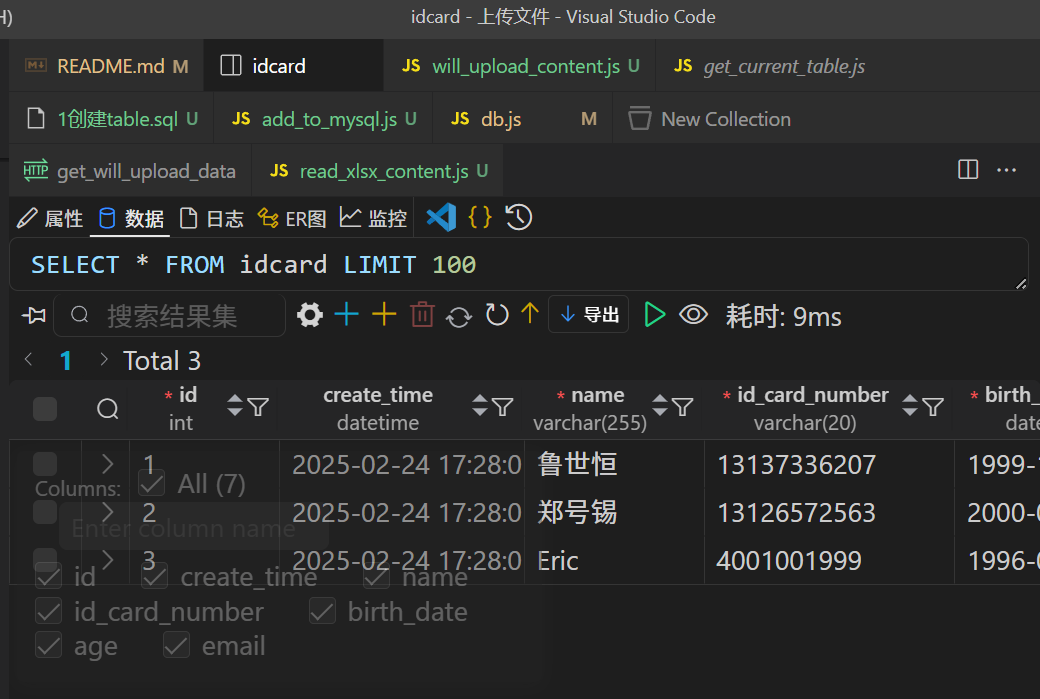 H)
idcard - 上传文件 - Visual Studio Code
README.md M idcard JS will_upload_content.js U JS get_current_table.js
1创建table.sql U JS add_to_mysql.js U JS db.js M New Collection
HTTP get_will_upload_data JS read_xlsx_content.js U
属性 数据 日志 ER图 监控 {}
SELECT * FROM idcard LIMIT 100
搜索结果集 导出 耗时: 9ms
1 Total 3
* id create_time * name * id_card_number * birth_
int datetime varchar(255) varchar(20) date
1 2025-02-24 17:28:0 鲁世恒 13137336207 1999-
Columns: All (7)
2 2025-02-24 17:28:0 郑号锡 13126572563 2000-
Enter column name
3 2025-02-24 17:28:0 Eric 4001001999 1996-
id create_time name
id_card_number birth_date
age email